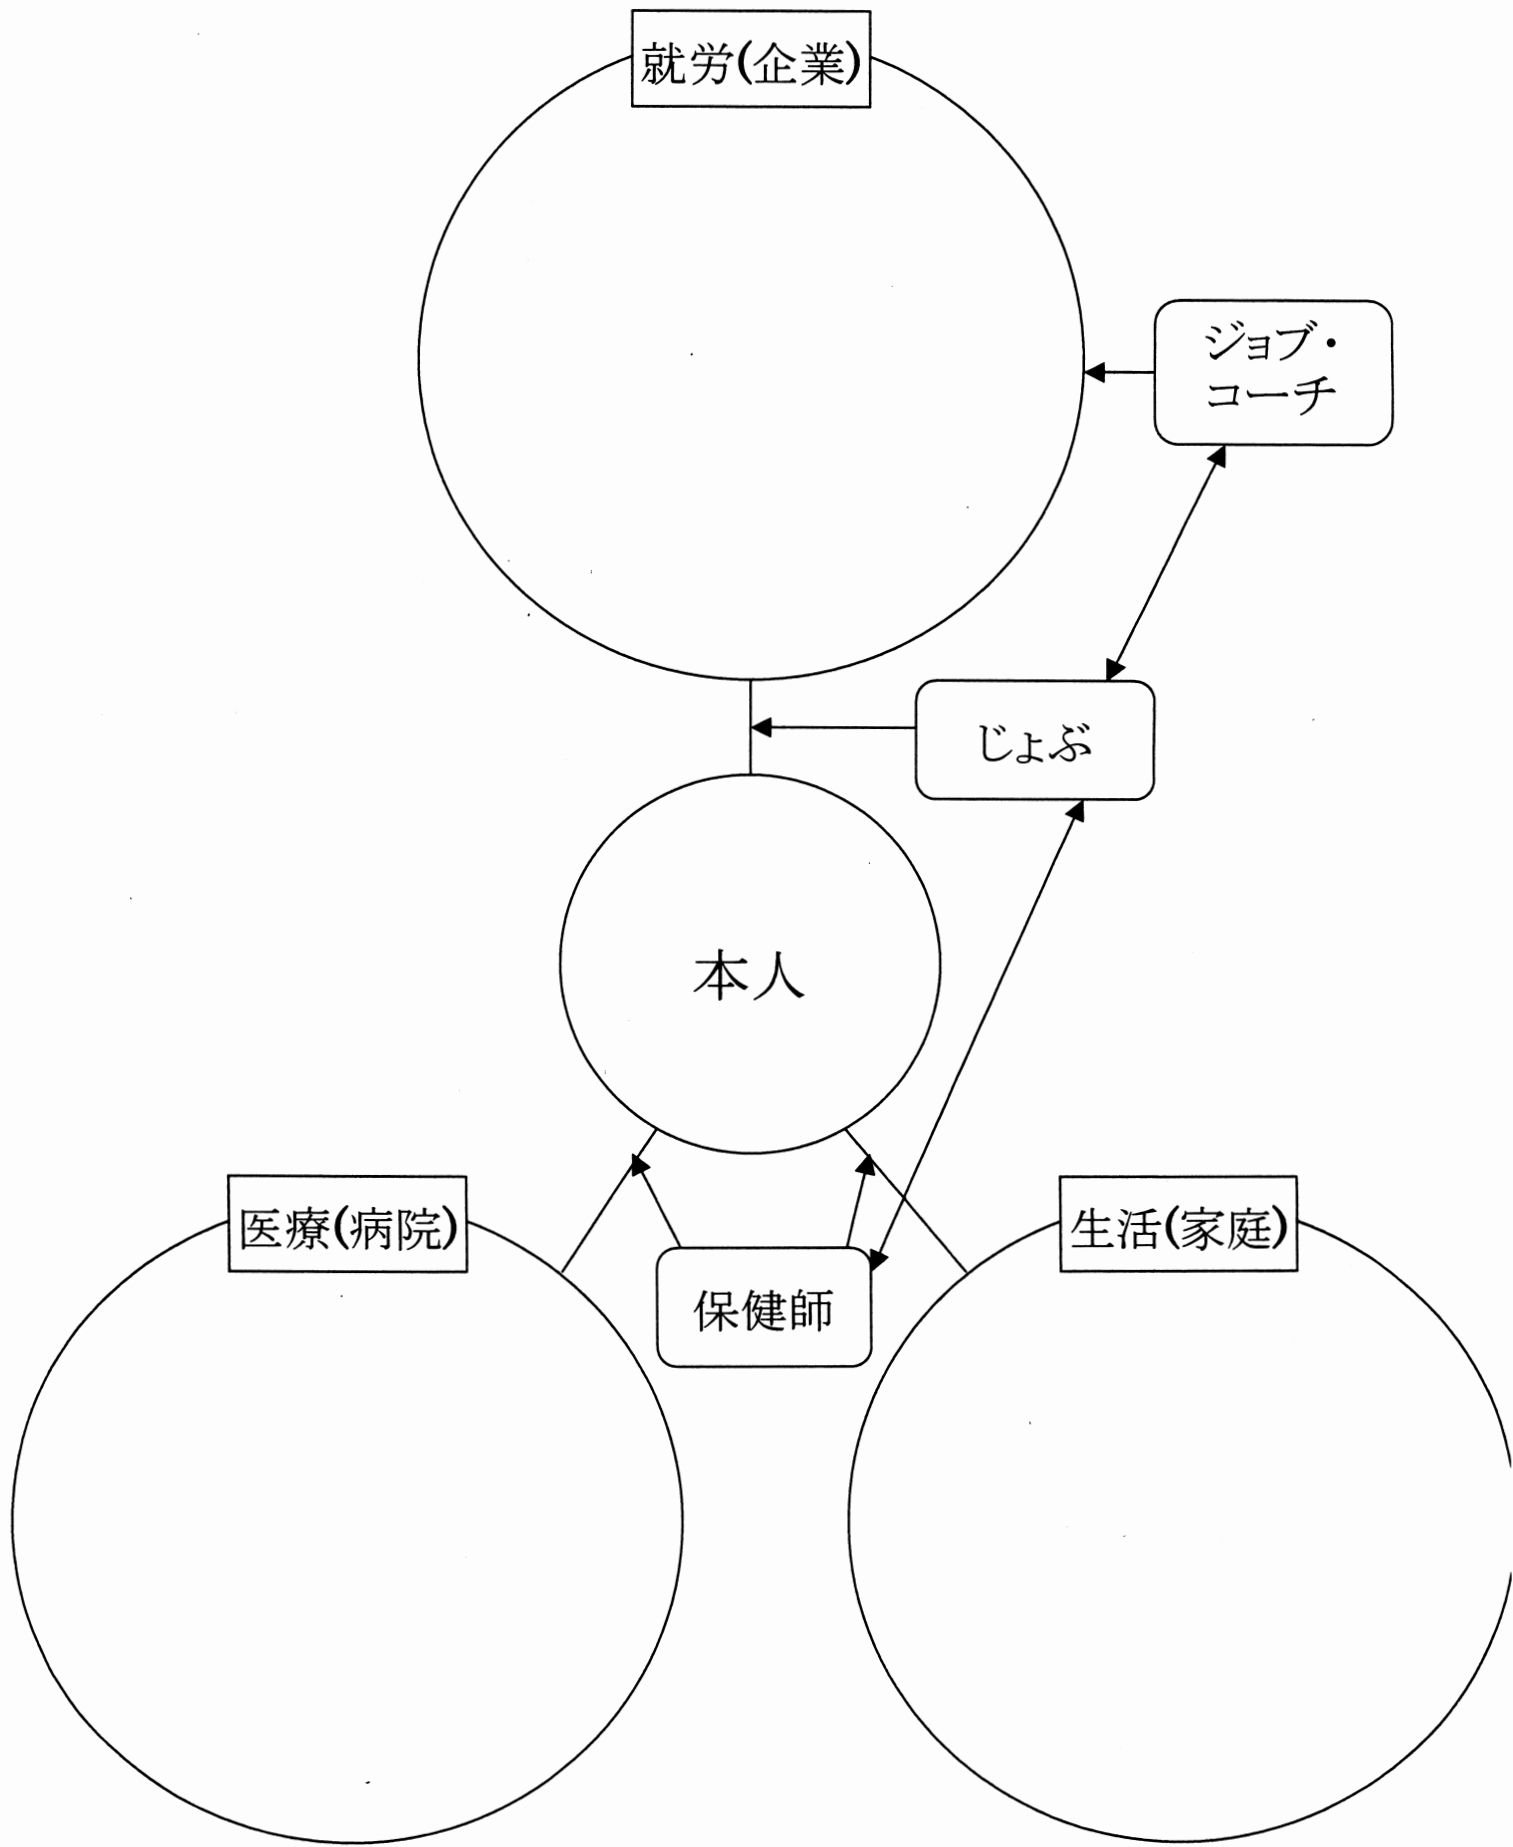 就労(企業)
ジョブ・
コーチ
じょぶ
本人
医療(病院)
生活(家庭)
保健師